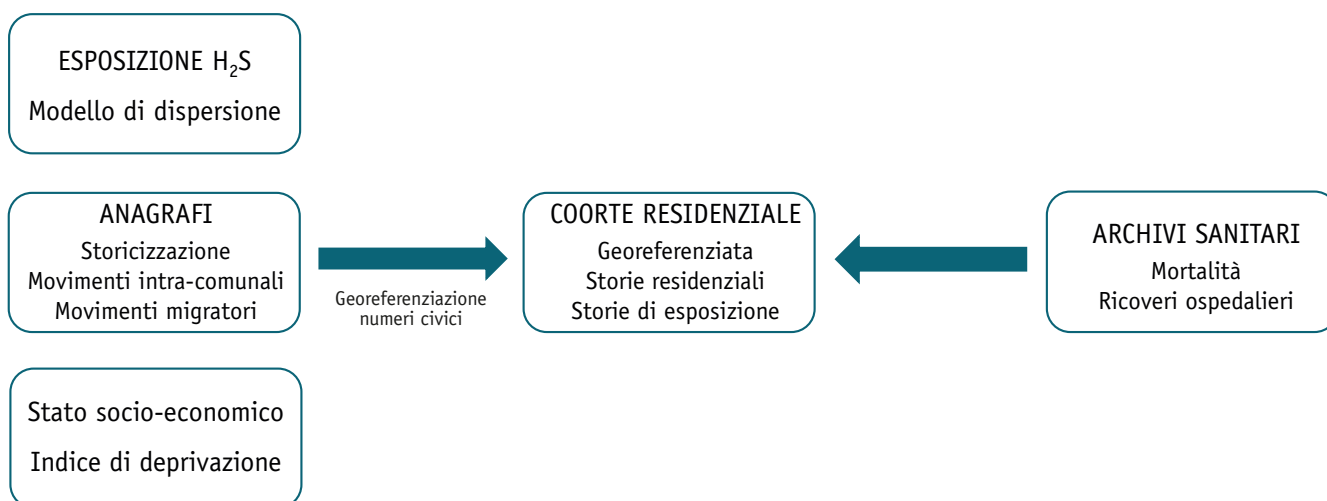 ESPOSIZIONE H₂S
Modello di dispersione
ANAGRAFI
Storicizzazione
Movimenti intra-comunali
Movimenti migratori
Georeferenziazione
numeri civici
COORTE RESIDENZIALE
Georeferenziata
Storie residenziali
Storie di esposizione
ARCHIVI SANITARI
Mortalità
Ricoveri ospedalieri
Stato socio-economico
Indice di deprivazione